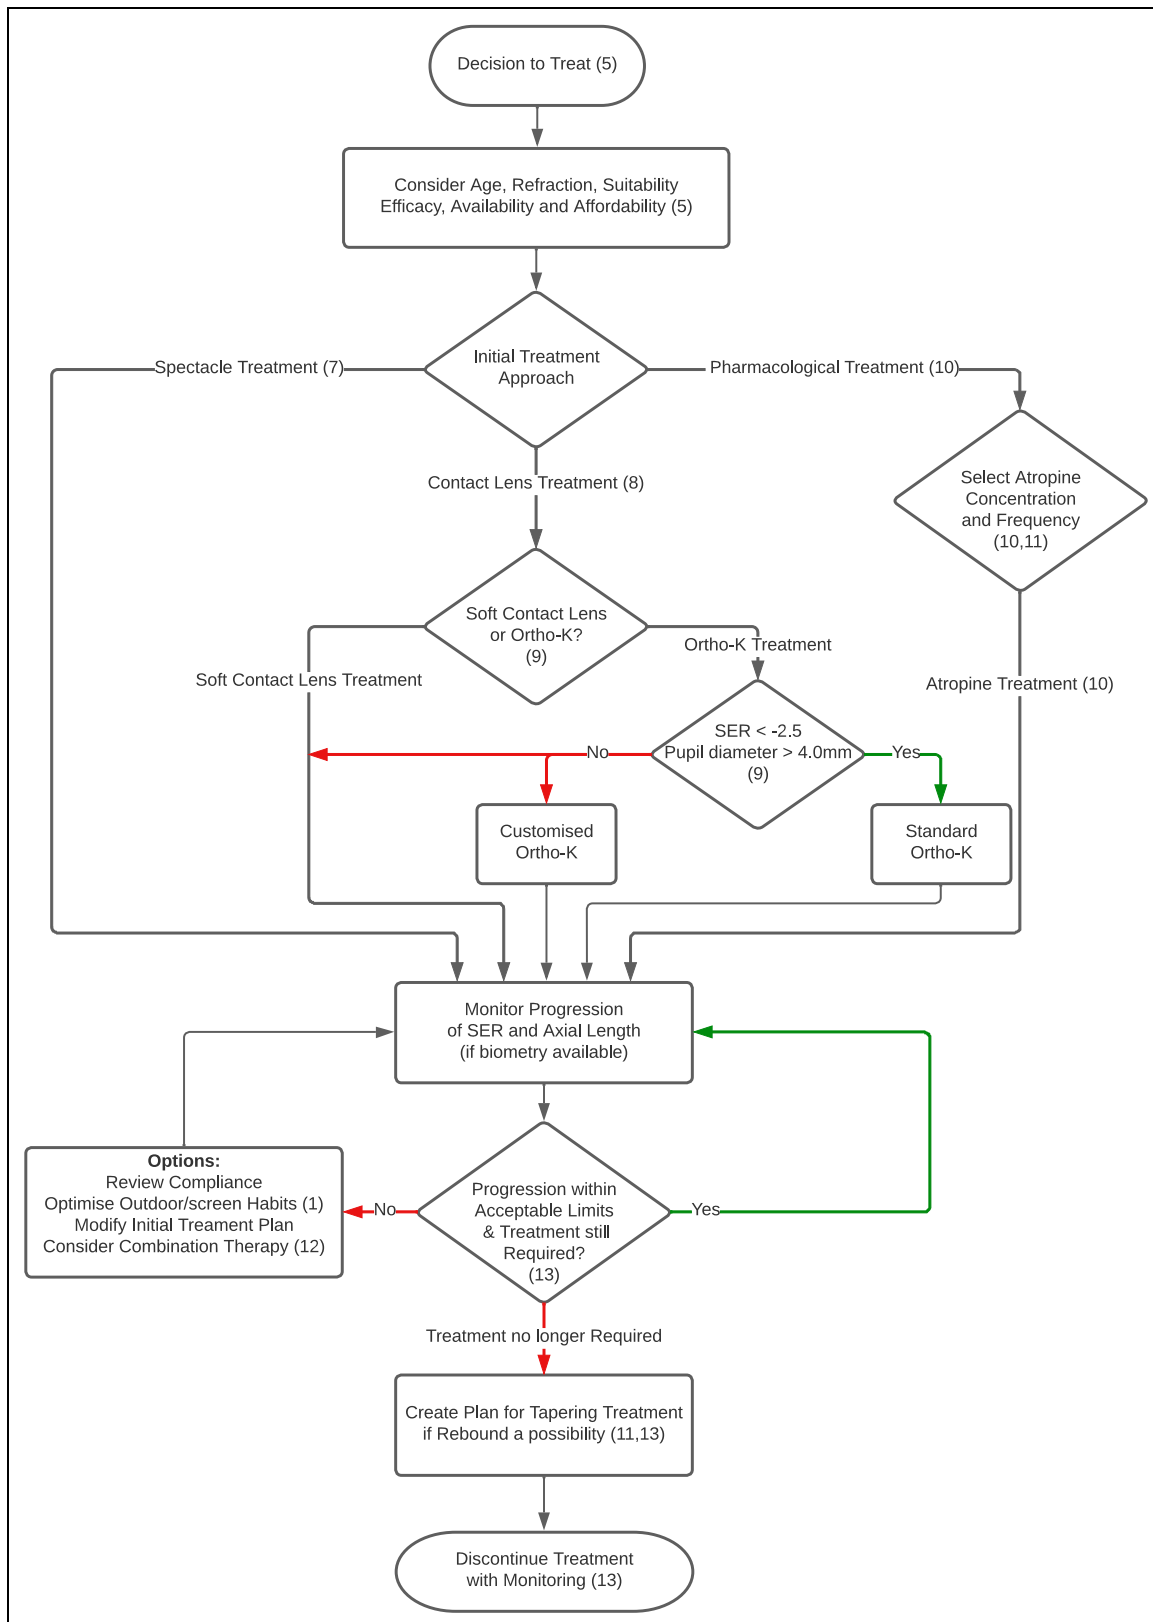 Decision to Treat (5)
Consider Age, Refraction, Suitability
Efficacy, Availability and Affordability (5)
Initial Treatment
Approach
Spectacle Treatment (7)
Pharmacological Treatment (10)
Contact Lens Treatment (8)
Select Atropine
Concentration
and Frequency
(10,11)
Soft Contact Lens
or Ortho-K?
(9)
Ortho-K Treatment
Soft Contact Lens Treatment
Atropine Treatment (10)
SER < -2.5
Pupil diameter > 4.0mm
(9)
No
Yes
Customised
Ortho-K
Standard
Ortho-K
Monitor Progression
of SER and Axial Length
(if biometry available)
Options:
Review Compliance
Optimise Outdoor/screen Habits (1)
Modify Initial Treament Plan
Consider Combination Therapy (12)
No
Progression within
Acceptable Limits
& Treatment still
Required?
(13)
Yes
Treatment no longer Required
Create Plan for Tapering Treatment
if Rebound a possibility (11,13)
Discontinue Treatment
with Monitoring (13)